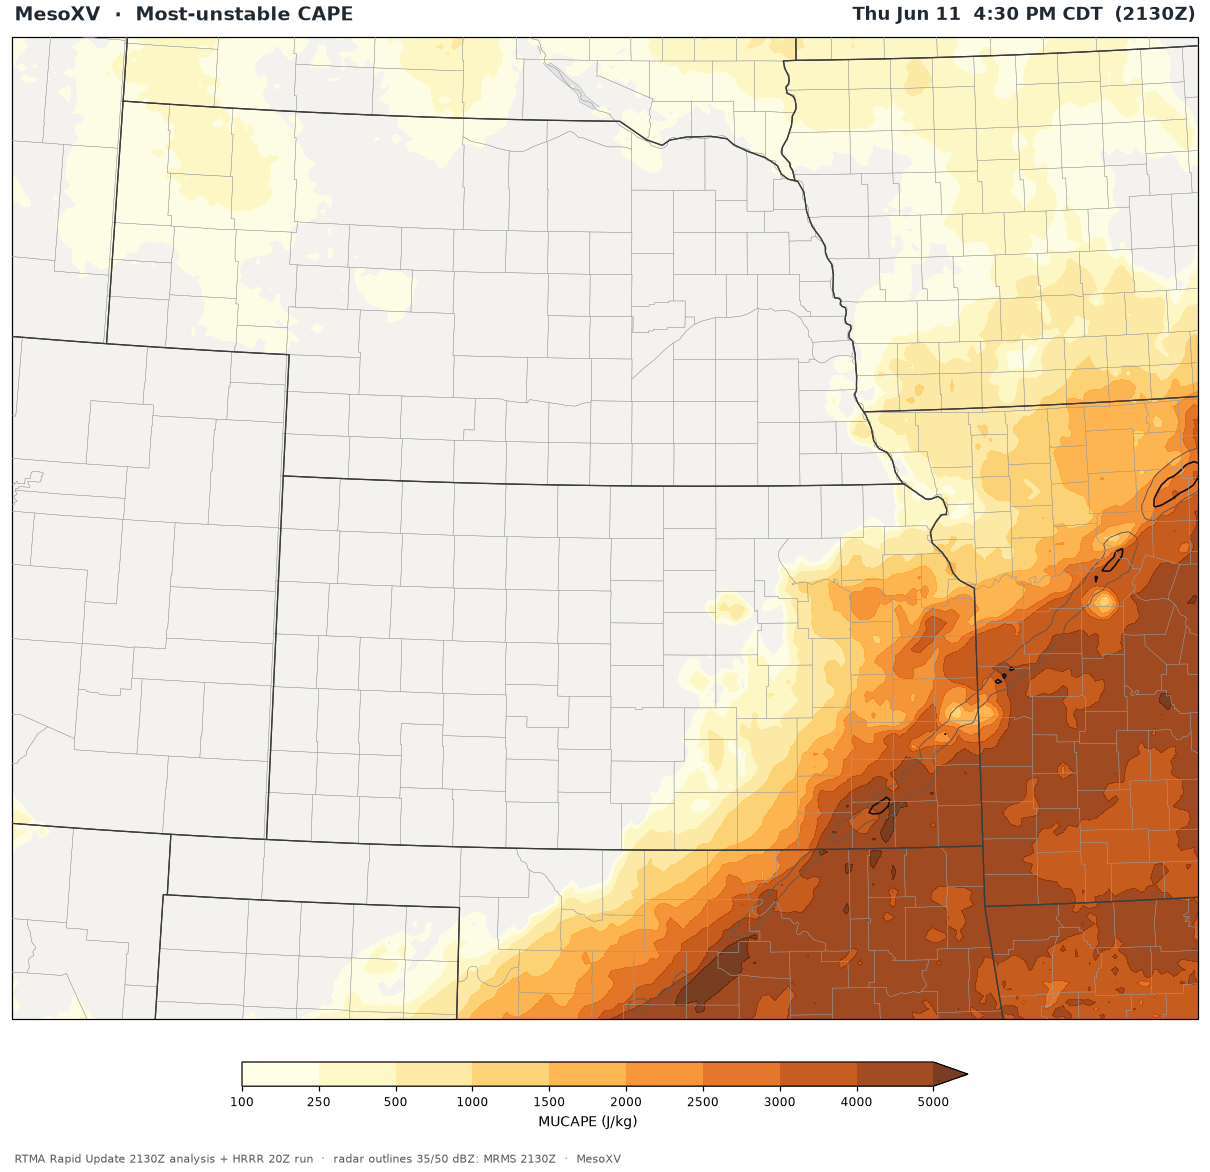 MesoXV · Most-unstable CAPE
Thu Jun 11 4:30 PM CDT (2130Z)
100 250 500 1000 1500 2000 2500 3000 4000 5000
MUCAPE (J/kg)
RTMA Rapid Update 2130Z analysis + HRRR 20Z run · radar outlines 35/50 dBZ: MRMS 2130Z · MesoXV